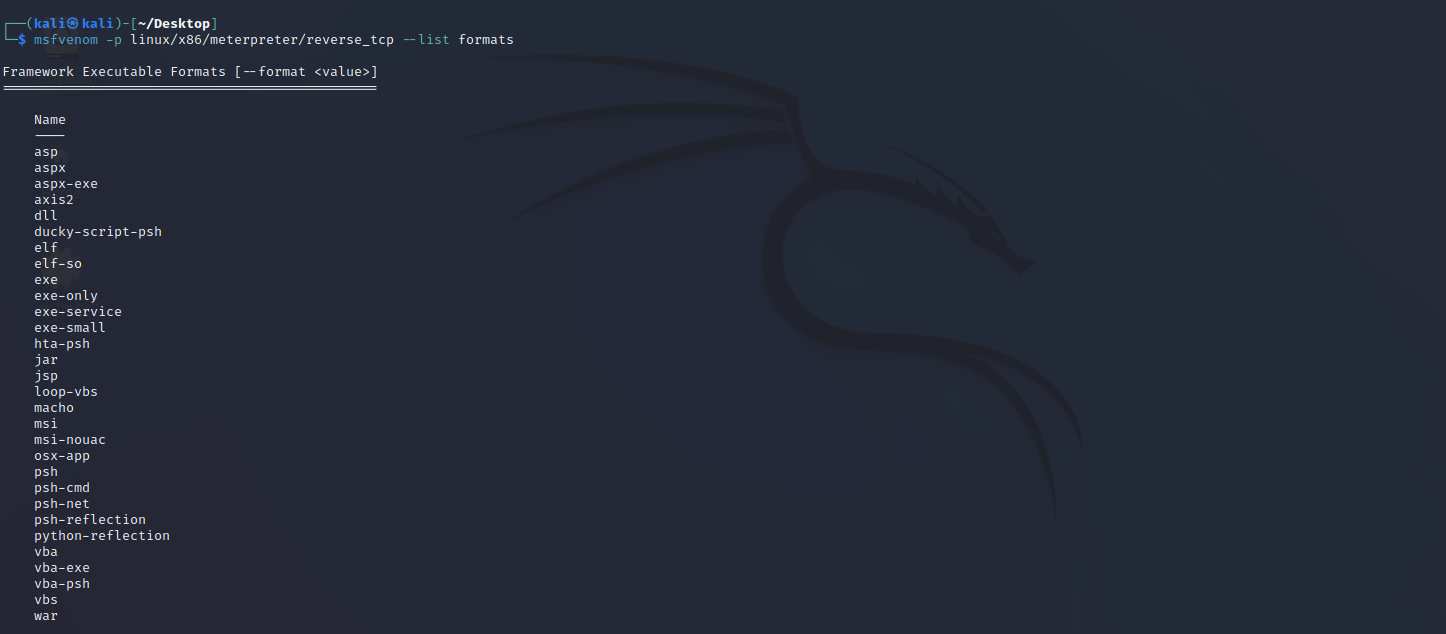 ┌──(kali㉿kali)-[~/Desktop]
└─$ msfvenom -p linux/x86/meterpreter/reverse_tcp --list formats
Framework Executable Formats [--format <value>]
===============================================
Name
----
asp
aspx
aspx-exe
axis2
dll
ducky-script-psh
elf
elf-so
exe
exe-only
exe-service
exe-small
hta-psh
jar
jsp
loop-vbs
macho
msi
msi-nouac
osx-app
psh
psh-cmd
psh-net
psh-reflection
python-reflection
vba
vba-exe
vba-psh
vbs
war